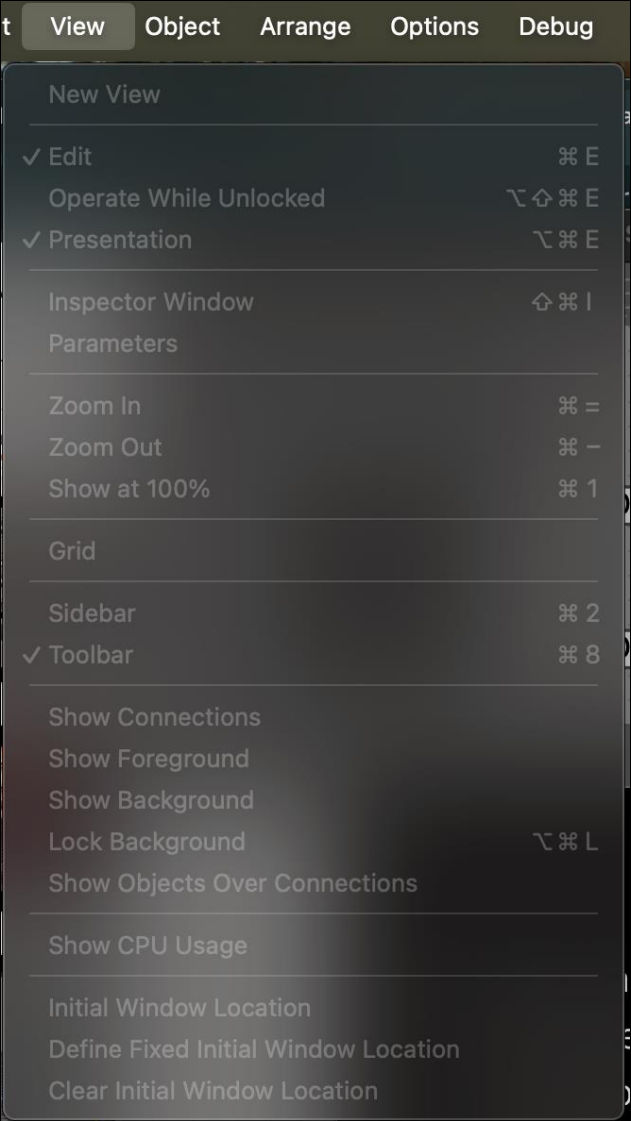 t View Object Arrange Options Debug
New View
✓ Edit ⌘ E
Operate While Unlocked ⌥⇧⌘ E
✓ Presentation ⌥⌘ E
Inspector Window ⇧⌘ I
Parameters
Zoom In ⌘ =
Zoom Out ⌘ −
Show at 100% ⌘ 1
Grid
Sidebar ⌘ 2
✓ Toolbar ⌘ 8
Show Connections
Show Foreground
Show Background
Lock Background ⌥⌘ L
Show Objects Over Connections
Show CPU Usage
Initial Window Location
Define Fixed Initial Window Location
Clear Initial Window Location